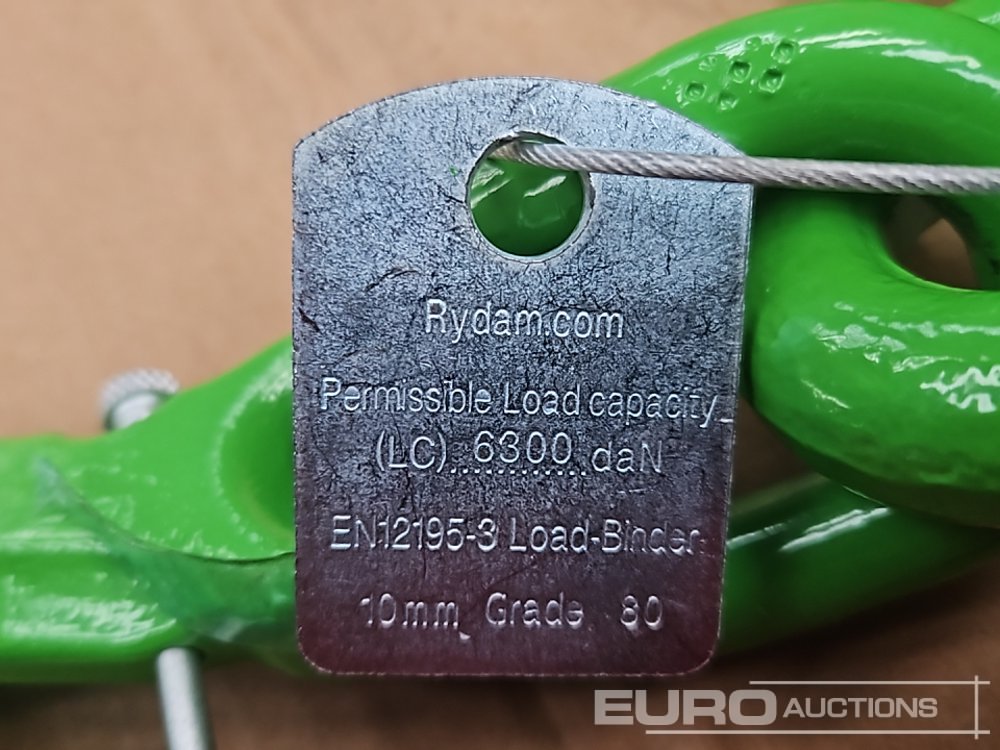 Rydam.com
Permissible Load capacity
(LC)..6300..daN
EN12195-3 Load-Binder
10mm Grade 80
EURO AUCTIONS